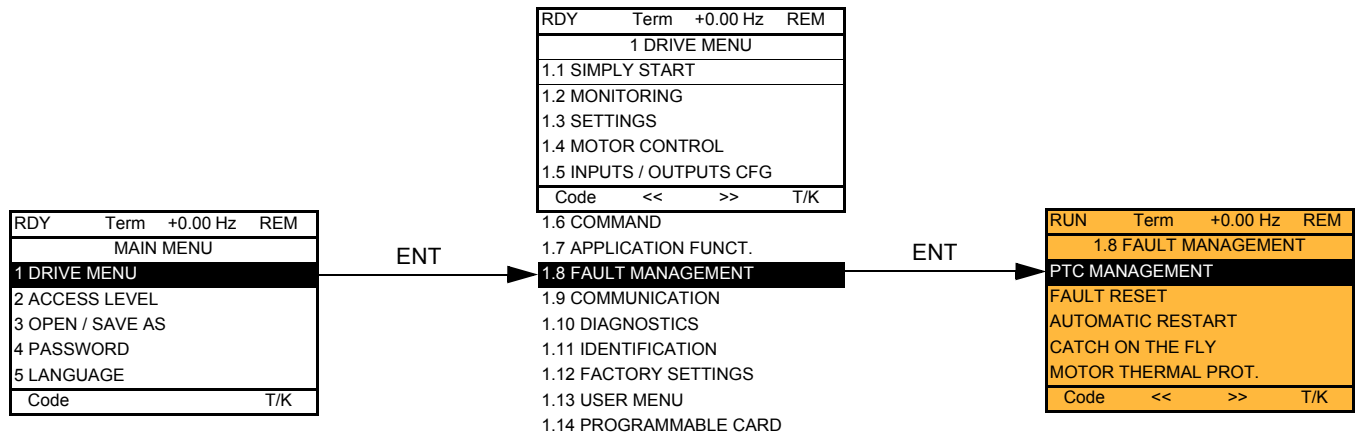 RDY Term +0.00 Hz REM
MAIN MENU
1 DRIVE MENU
2 ACCESS LEVEL
3 OPEN / SAVE AS
4 PASSWORD
5 LANGUAGE
Code T/K
ENT
RDY Term +0.00 Hz REM
1 DRIVE MENU
1.1 SIMPLY START
1.2 MONITORING
1.3 SETTINGS
1.4 MOTOR CONTROL
1.5 INPUTS / OUTPUTS CFG
Code << >> T/K
1.6 COMMAND
1.7 APPLICATION FUNCT.
1.8 FAULT MANAGEMENT
1.9 COMMUNICATION
1.10 DIAGNOSTICS
1.11 IDENTIFICATION
1.12 FACTORY SETTINGS
1.13 USER MENU
1.14 PROGRAMMABLE CARD
ENT
RUN Term +0.00 Hz REM
1.8 FAULT MANAGEMENT
PTC MANAGEMENT
FAULT RESET
AUTOMATIC RESTART
CATCH ON THE FLY
MOTOR THERMAL PROT.
Code << >> T/K